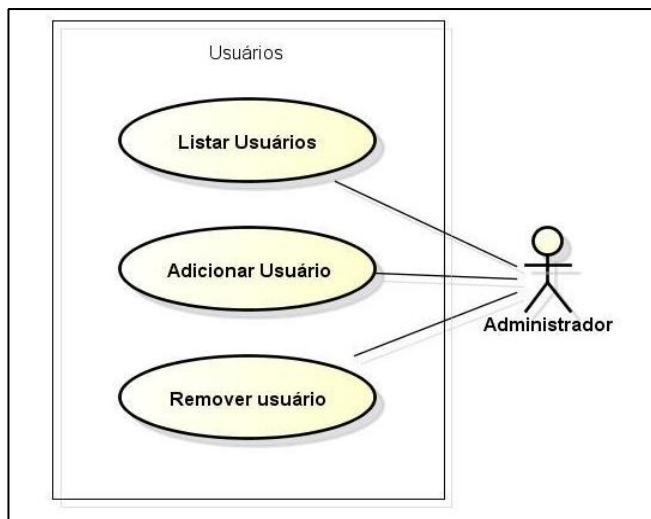 Usuários
Listar Usuários
Adicionar Usuário
Administrador
Remover usuário